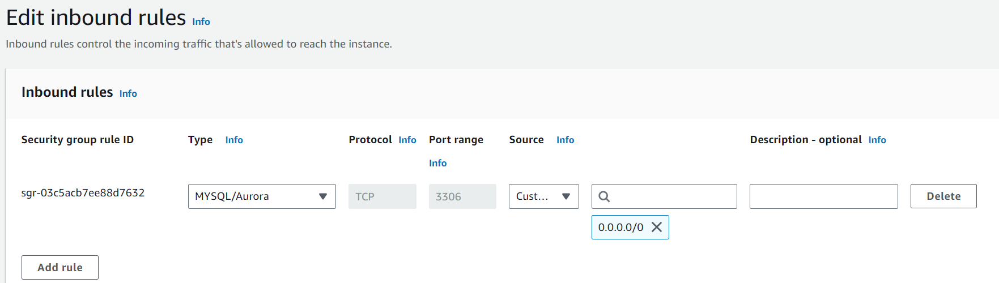 Edit inbound rules Info
Inbound rules control the incoming traffic that's allowed to reach the instance.
Inbound rules Info
Security group rule ID Type Info Protocol Info Port range Info Source Info Description - optional Info
sgr-03c5acb7ee88d7632 MYSQL/Aurora TCP 3306 Cust... Delete
0.0.0.0/0
Add rule